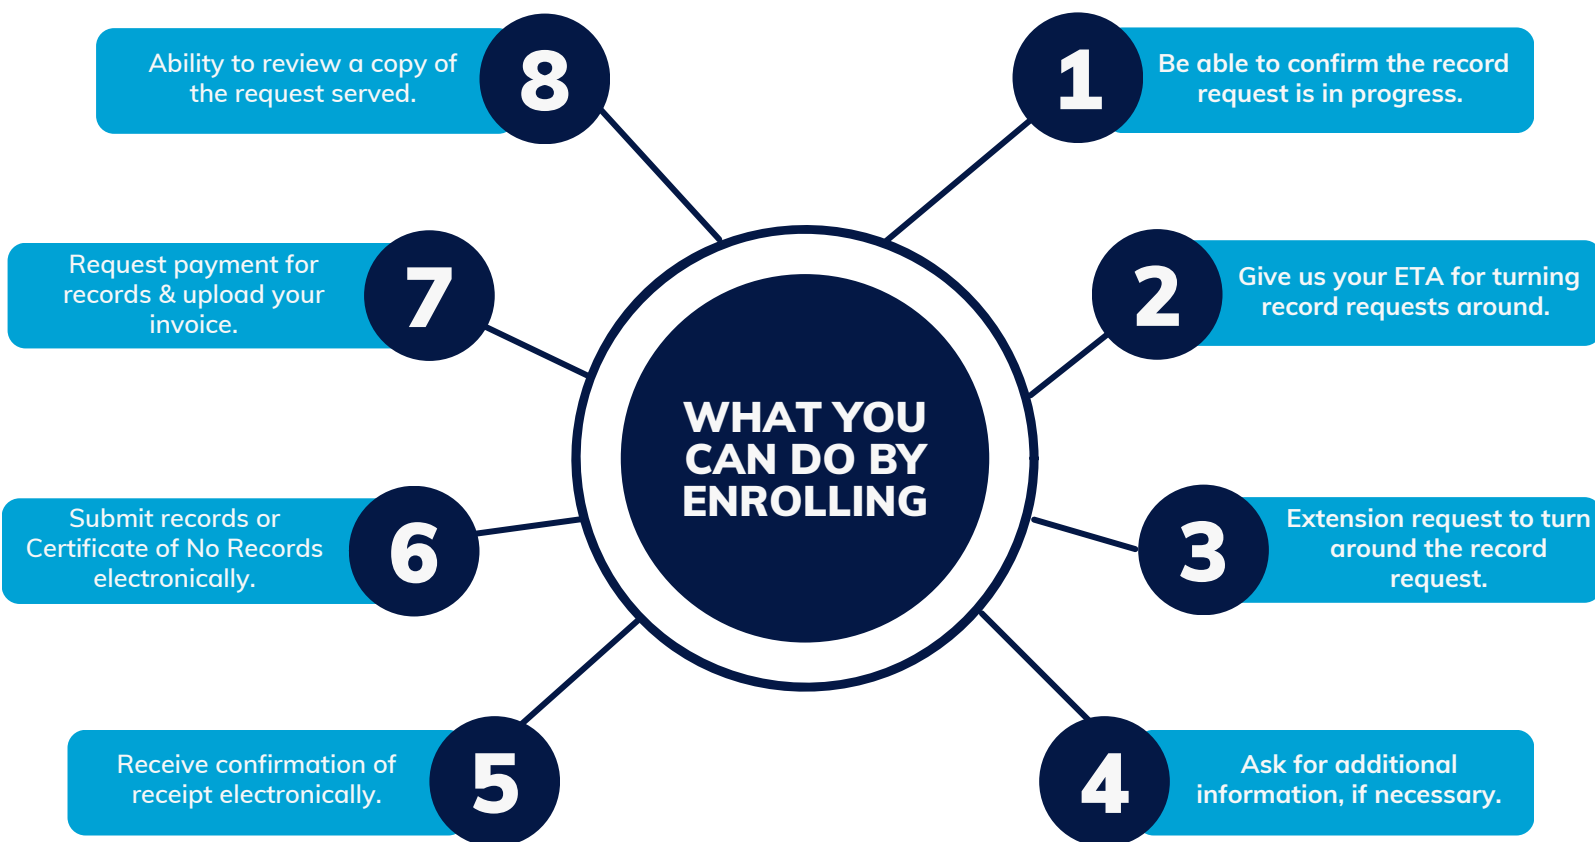 WHAT YOU
CAN DO BY
ENROLLING
1
Be able to confirm the record
request is in progress.
2
Give us your ETA for turning
record requests around.
3
Extension request to turn
around the record
request.
4
Ask for additional
information, if necessary.
5
Receive confirmation of
receipt electronically.
6
Submit records or
Certificate of No Records
electronically.
7
Request payment for
records & upload your
invoice.
8
Ability to review a copy of
the request served.